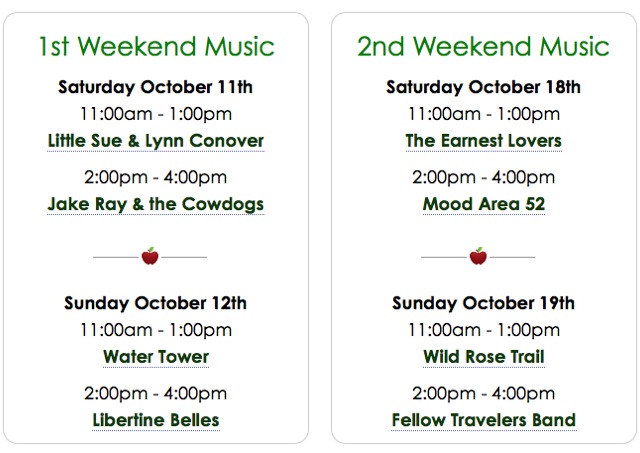 1st Weekend Music
Saturday October 11th
11:00am - 1:00pm
Little Sue & Lynn Conover
2:00pm - 4:00pm
Jake Ray & the Cowdogs
Sunday October 12th
11:00am - 1:00pm
Water Tower
2:00pm - 4:00pm
Libertine Belles
2nd Weekend Music
Saturday October 18th
11:00am - 1:00pm
The Earnest Lovers
2:00pm - 4:00pm
Mood Area 52
Sunday October 19th
11:00am - 1:00pm
Wild Rose Trail
2:00pm - 4:00pm
Fellow Travelers Band